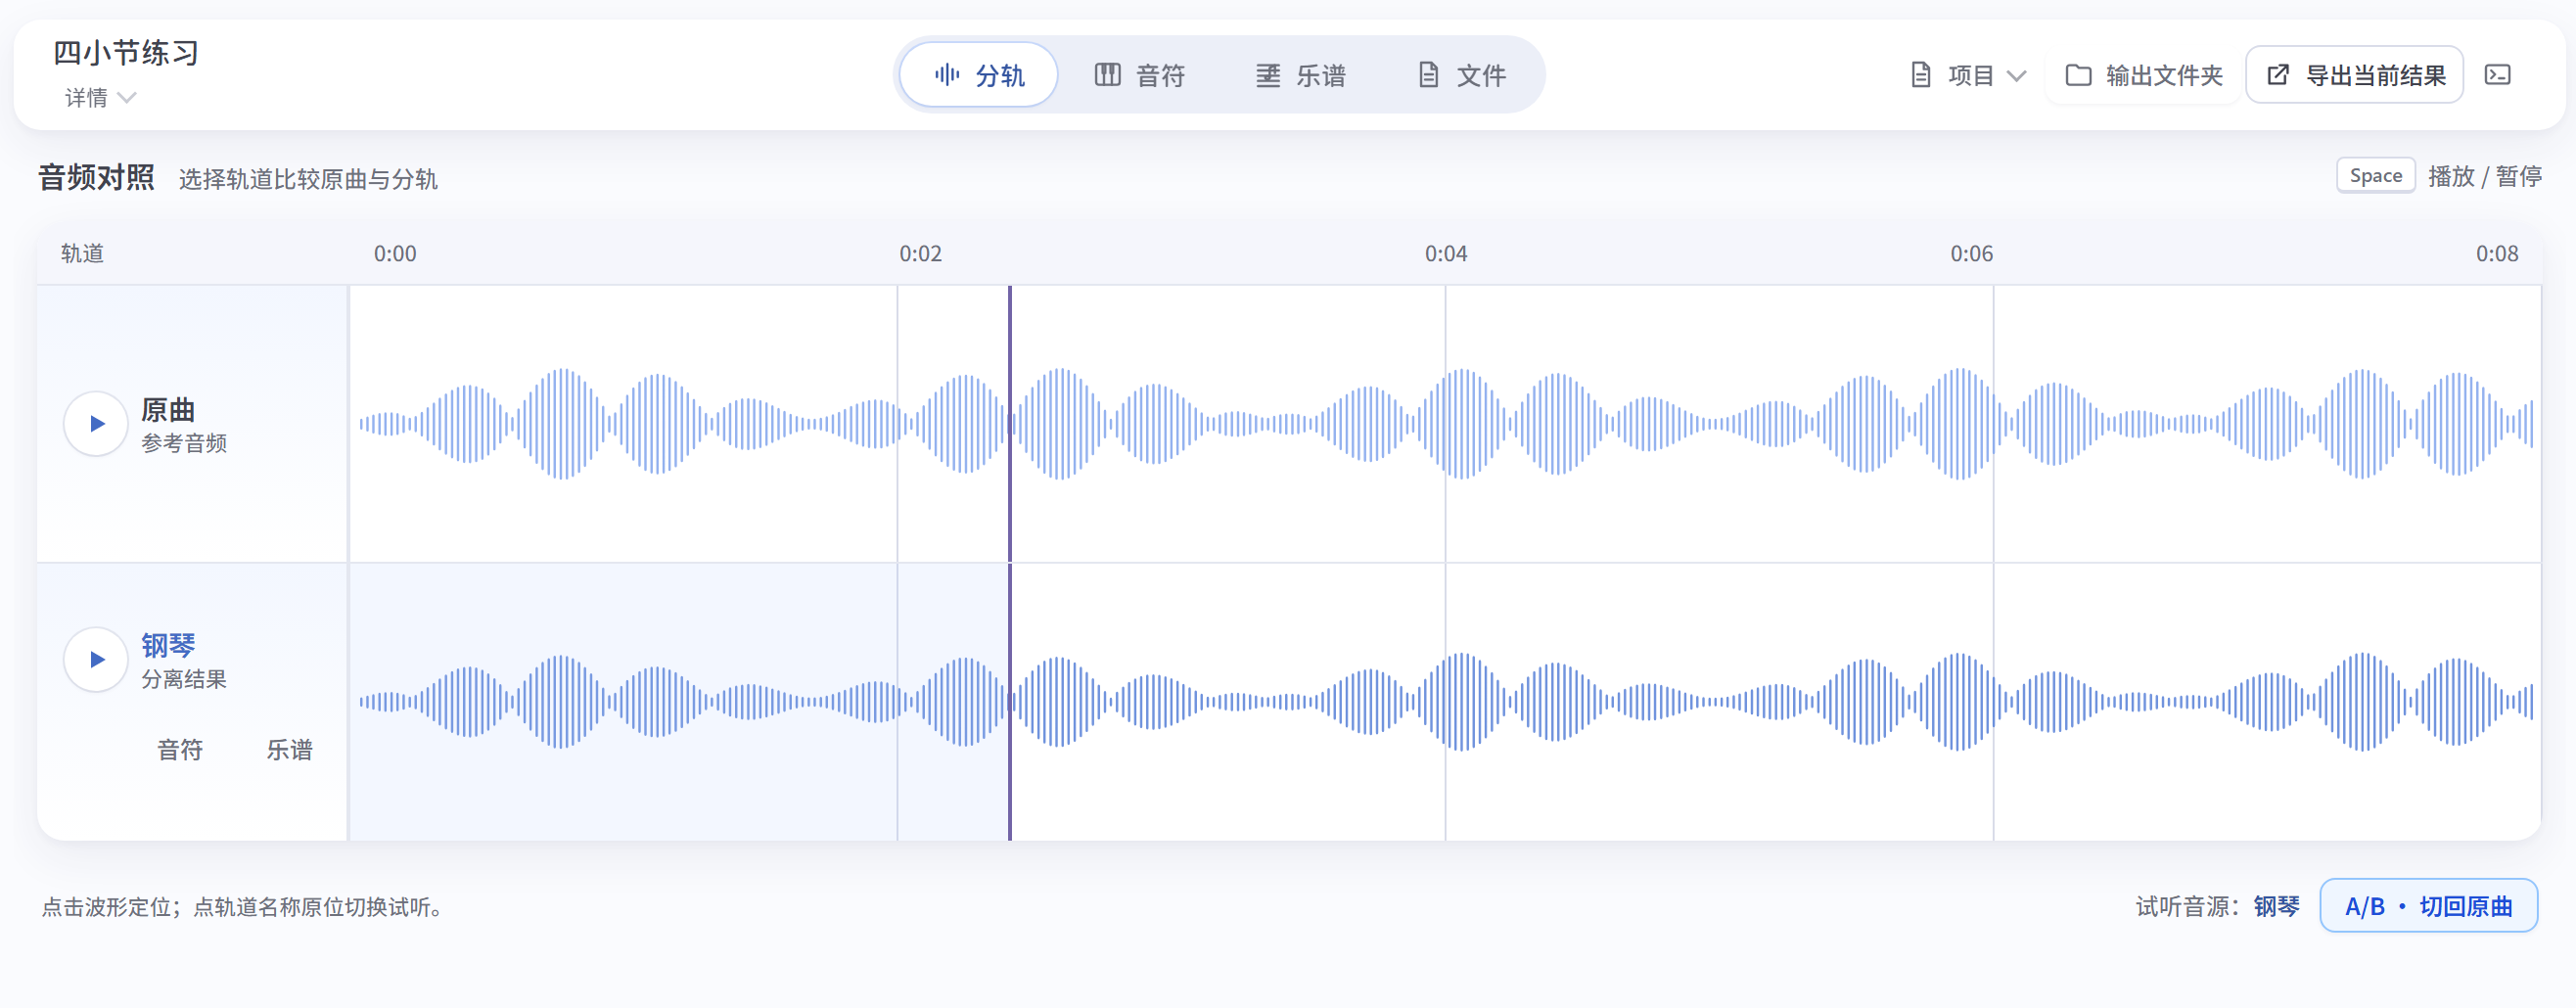 四小节练习
详情
分轨 音符 乐谱 文件
项目 输出文件夹 导出当前结果
音频对照 选择轨道比较原曲与分轨
Space 播放 / 暂停
轨道 0:00 0:02 0:04 0:06 0:08
原曲
参考音频
钢琴
分离结果
音符 乐谱
点击波形定位；点轨道名称原位切换试听。
试听音源：钢琴 A/B · 切回原曲